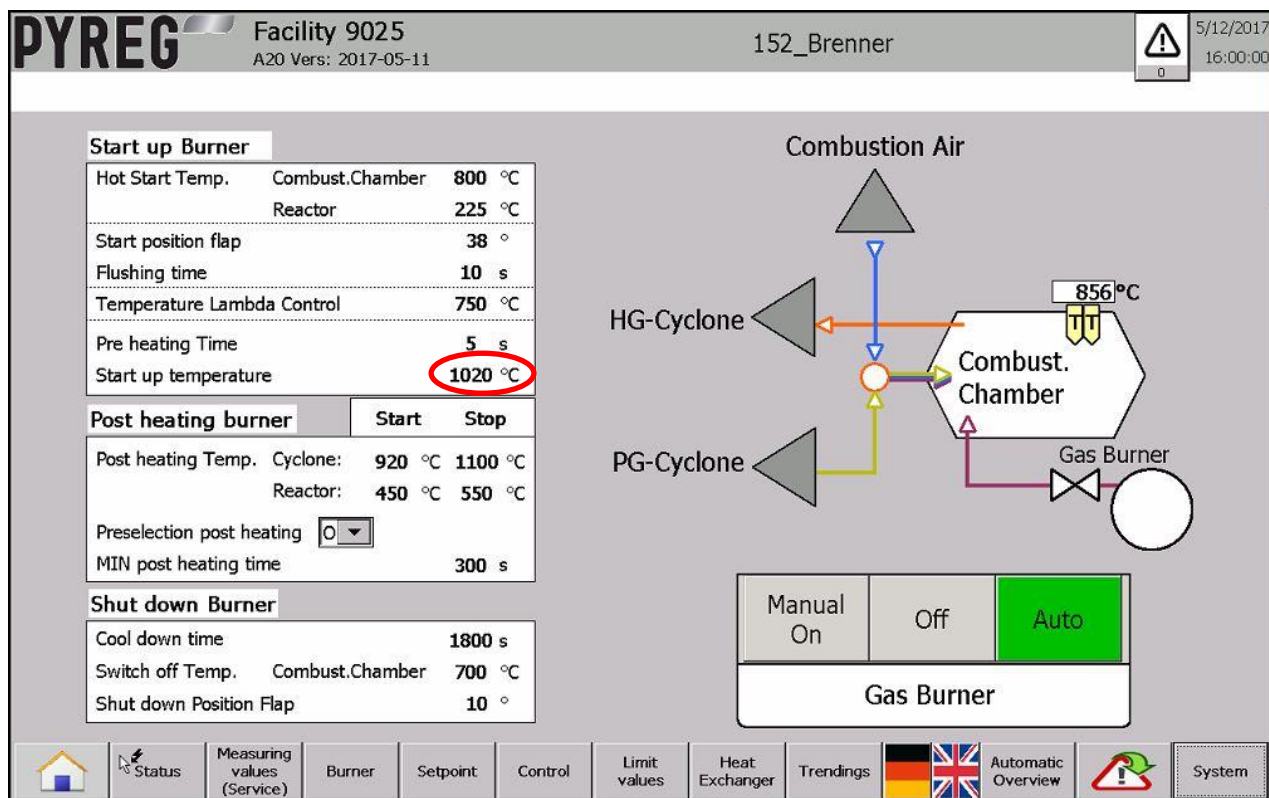 PYREG
Facility 9025
A20 Vers: 2017-05-11
152_Brenner
0
5/12/2017
16:00:00
Start up Burner
Hot Start Temp. Combust.Chamber 800 °C
Reactor 225 °C
Start position flap 38 °
Flushing time 10 s
Temperature Lambda Control 750 °C
Pre heating Time 5 s
Start up temperature 1020 °C
Post heating burner Start Stop
Post heating Temp. Cyclone: 920 °C 1100 °C
Reactor: 450 °C 550 °C
Preselection post heating O
MIN post heating time 300 s
Shut down Burner
Cool down time 1800 s
Switch off Temp. Combust.Chamber 700 °C
Shut down Position Flap 10 °
Combustion Air
HG-Cyclone
856 °C
T T
Combust.
Chamber
PG-Cyclone
Gas Burner
Manual
On
Off
Auto
Gas Burner
Status
Measuring
values
(Service)
Burner
Setpoint
Control
Limit
values
Heat
Exchanger
Trendings
Automatic
Overview
System